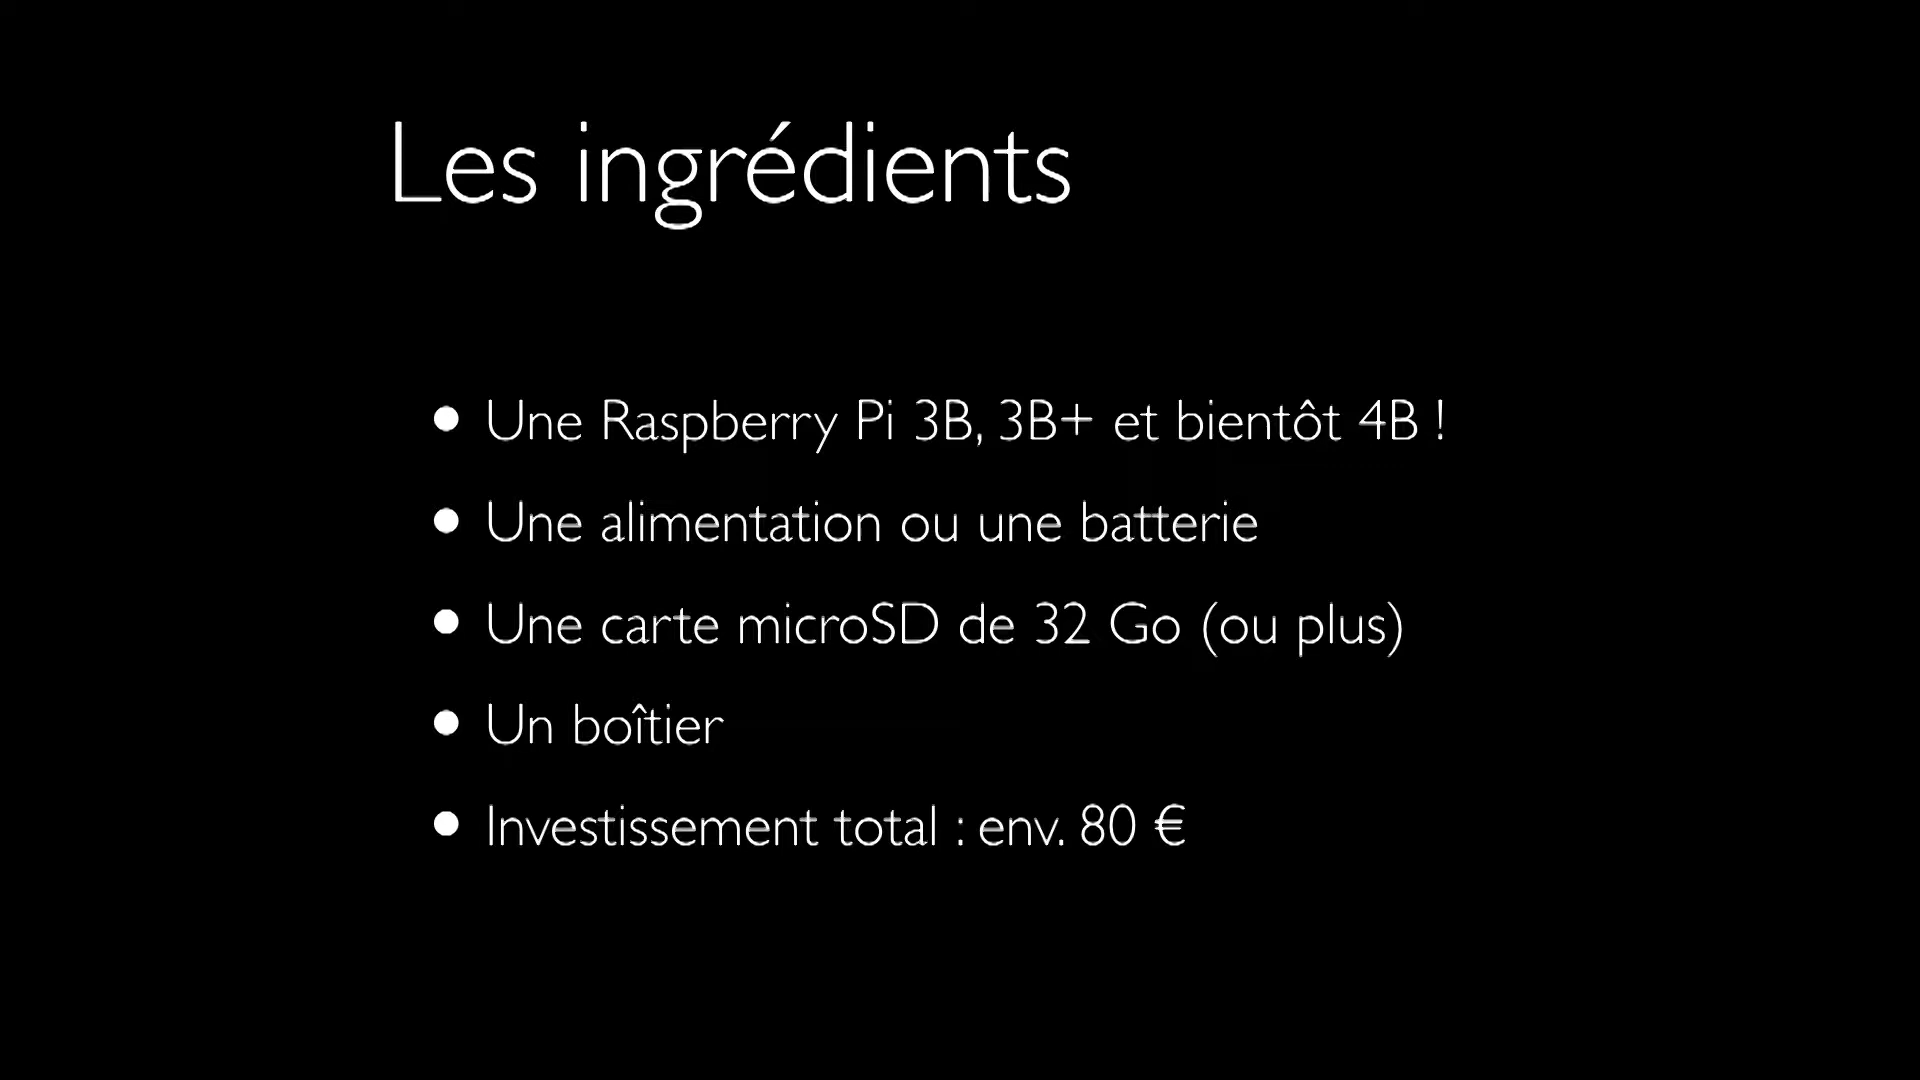 Les ingrédients
• Une Raspberry Pi 3B, 3B+ et bientôt 4B !
• Une alimentation ou une batterie
• Une carte microSD de 32 Go (ou plus)
• Un boîtier
• Investissement total : env. 80 €